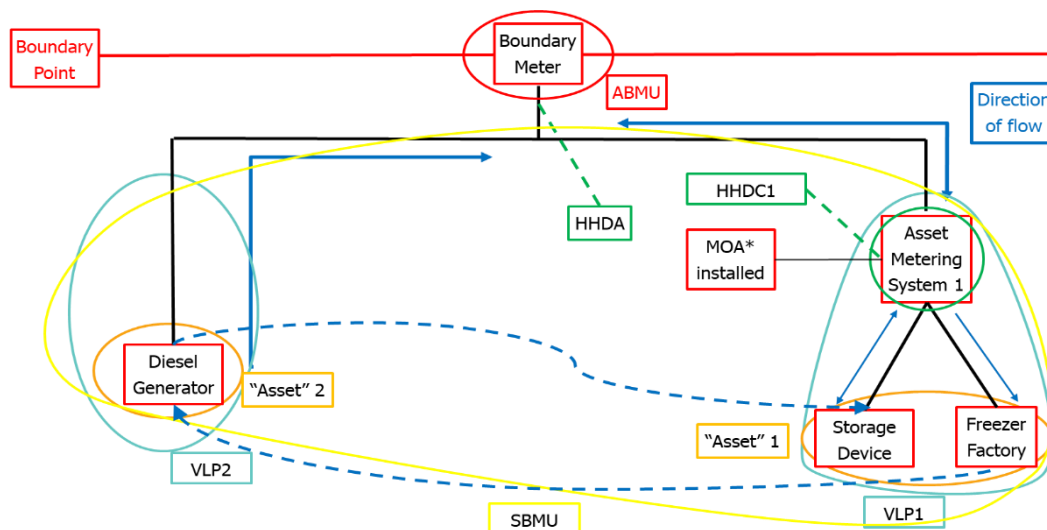 Boundary
Point
Boundary
Meter
ABMU
Direction
of flow
HHDC1
HHDA
MOA*
installed
Asset
Metering
System 1
Diesel
Generator
"Asset" 2
"Asset" 1
Storage
Device
Freezer
Factory
VLP2
SBMU
VLP1